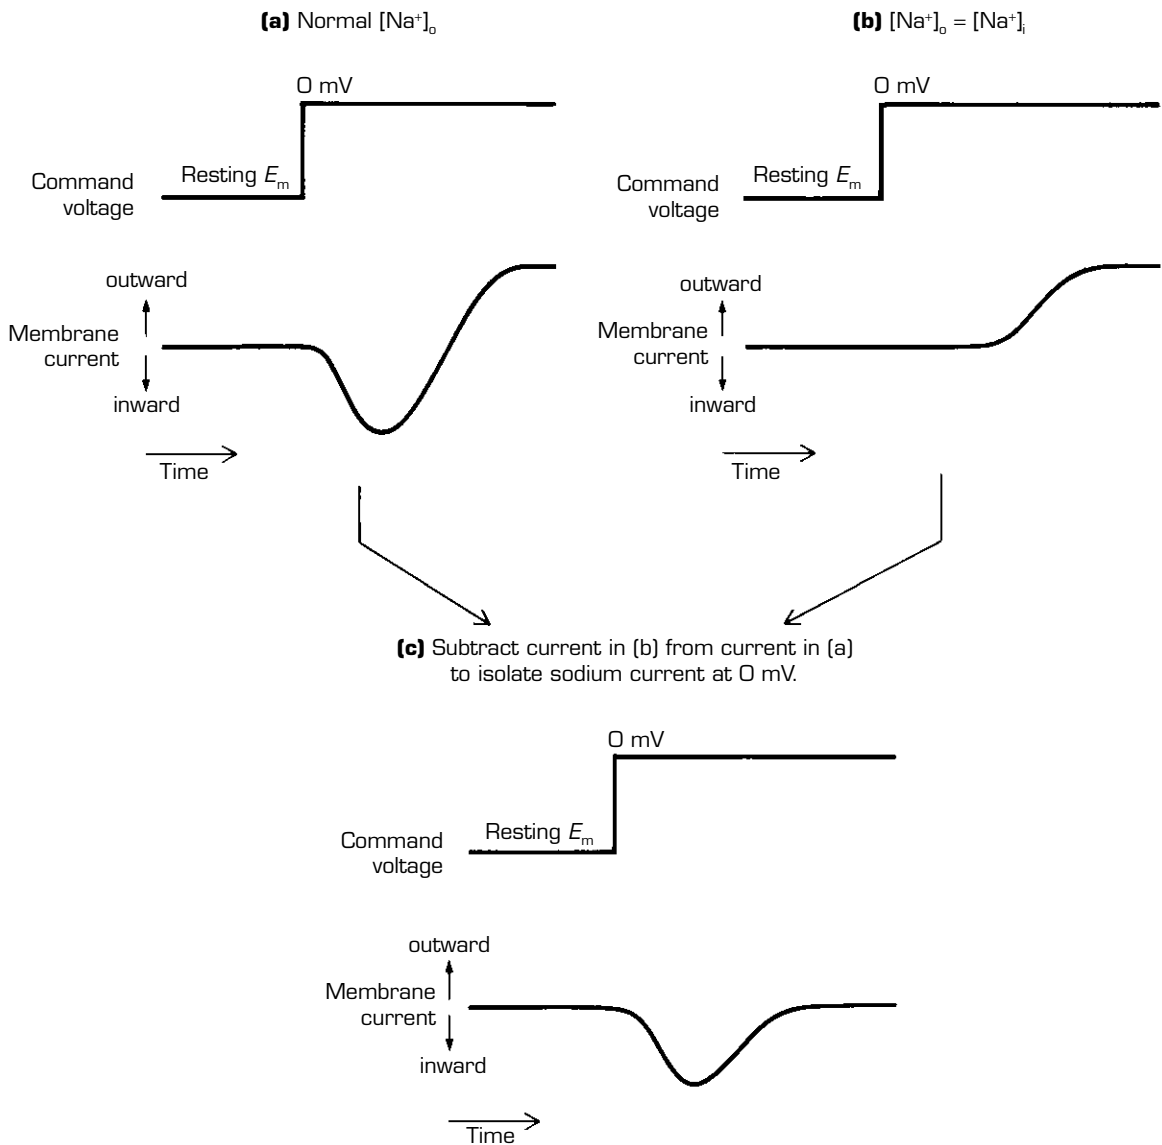 (a) Normal [Na⁺]ₒ
0 mV
Resting Eₘ
Command
voltage
outward
Membrane
current
inward
Time
(b) [Na⁺]ₒ = [Na⁺]ᵢ
0 mV
Resting Eₘ
Command
voltage
outward
Membrane
current
inward
Time
(c) Subtract current in (b) from current in (a)
to isolate sodium current at 0 mV.
0 mV
Resting Eₘ
Command
voltage
outward
Membrane
current
inward
Time